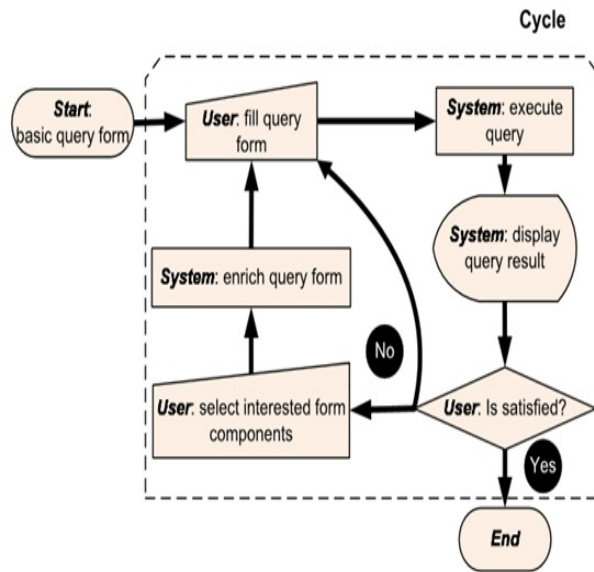 Cycle
Start:
basic query form
User: fill query
form
System: execute
query
System: display
query result
System: enrich query form
No
User: select interested form
components
User: Is satisfied?
Yes
End